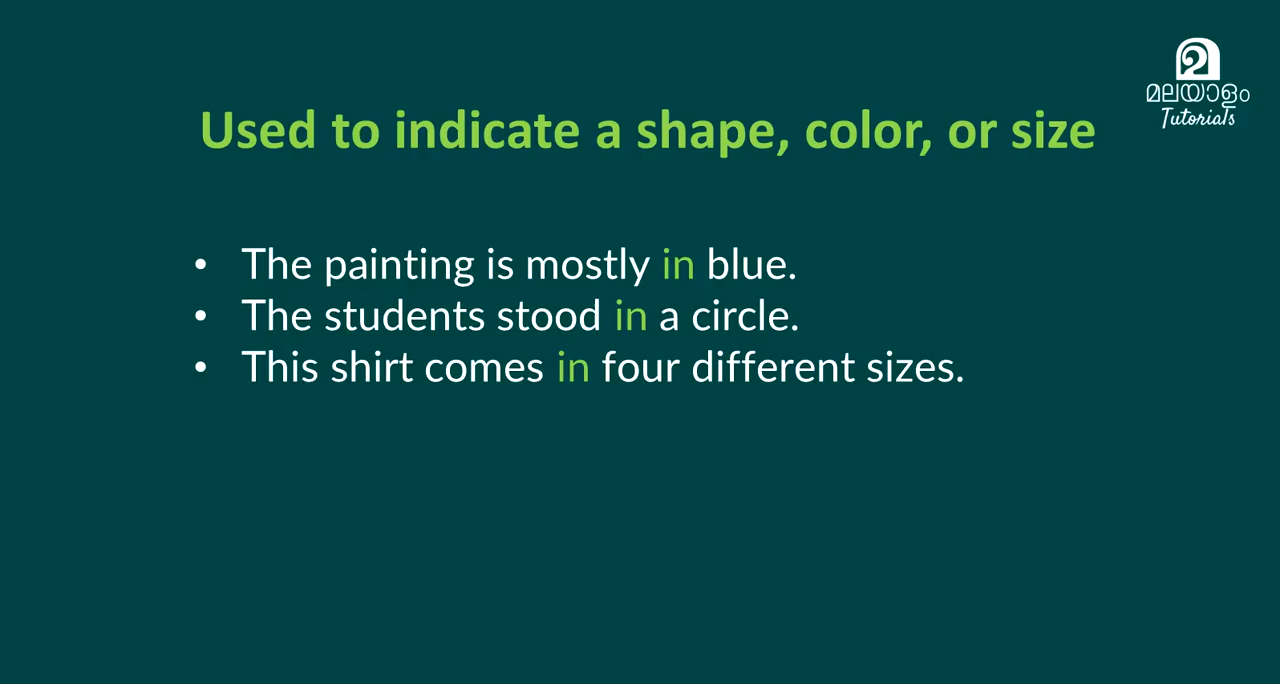 മ
മലയാളം
Tutorials
Used to indicate a shape, color, or size
• The painting is mostly in blue.
• The students stood in a circle.
• This shirt comes in four different sizes.